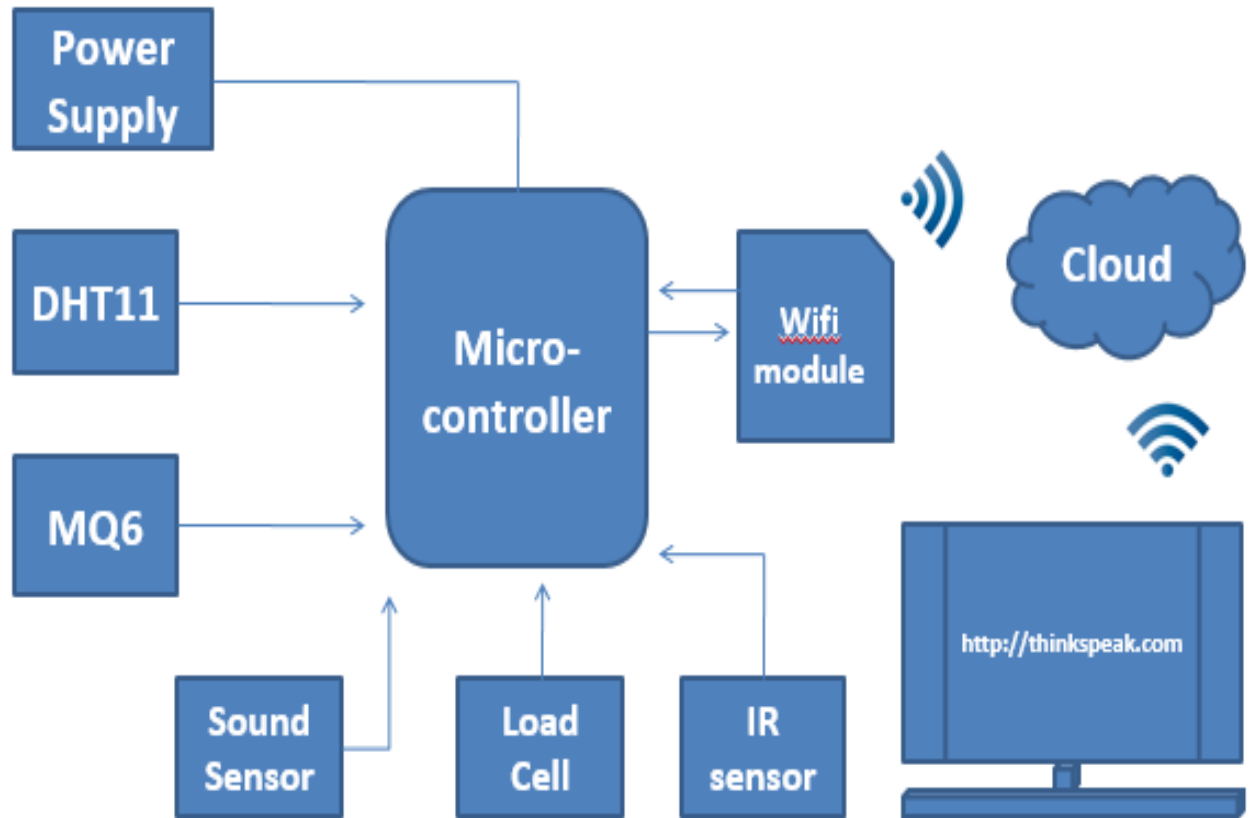 Power
Supply
DHT11
Micro-
controller
Wifi
module
Cloud
MQ6
http://thinkspeak.com
Sound
Sensor
Load
Cell
IR
sensor